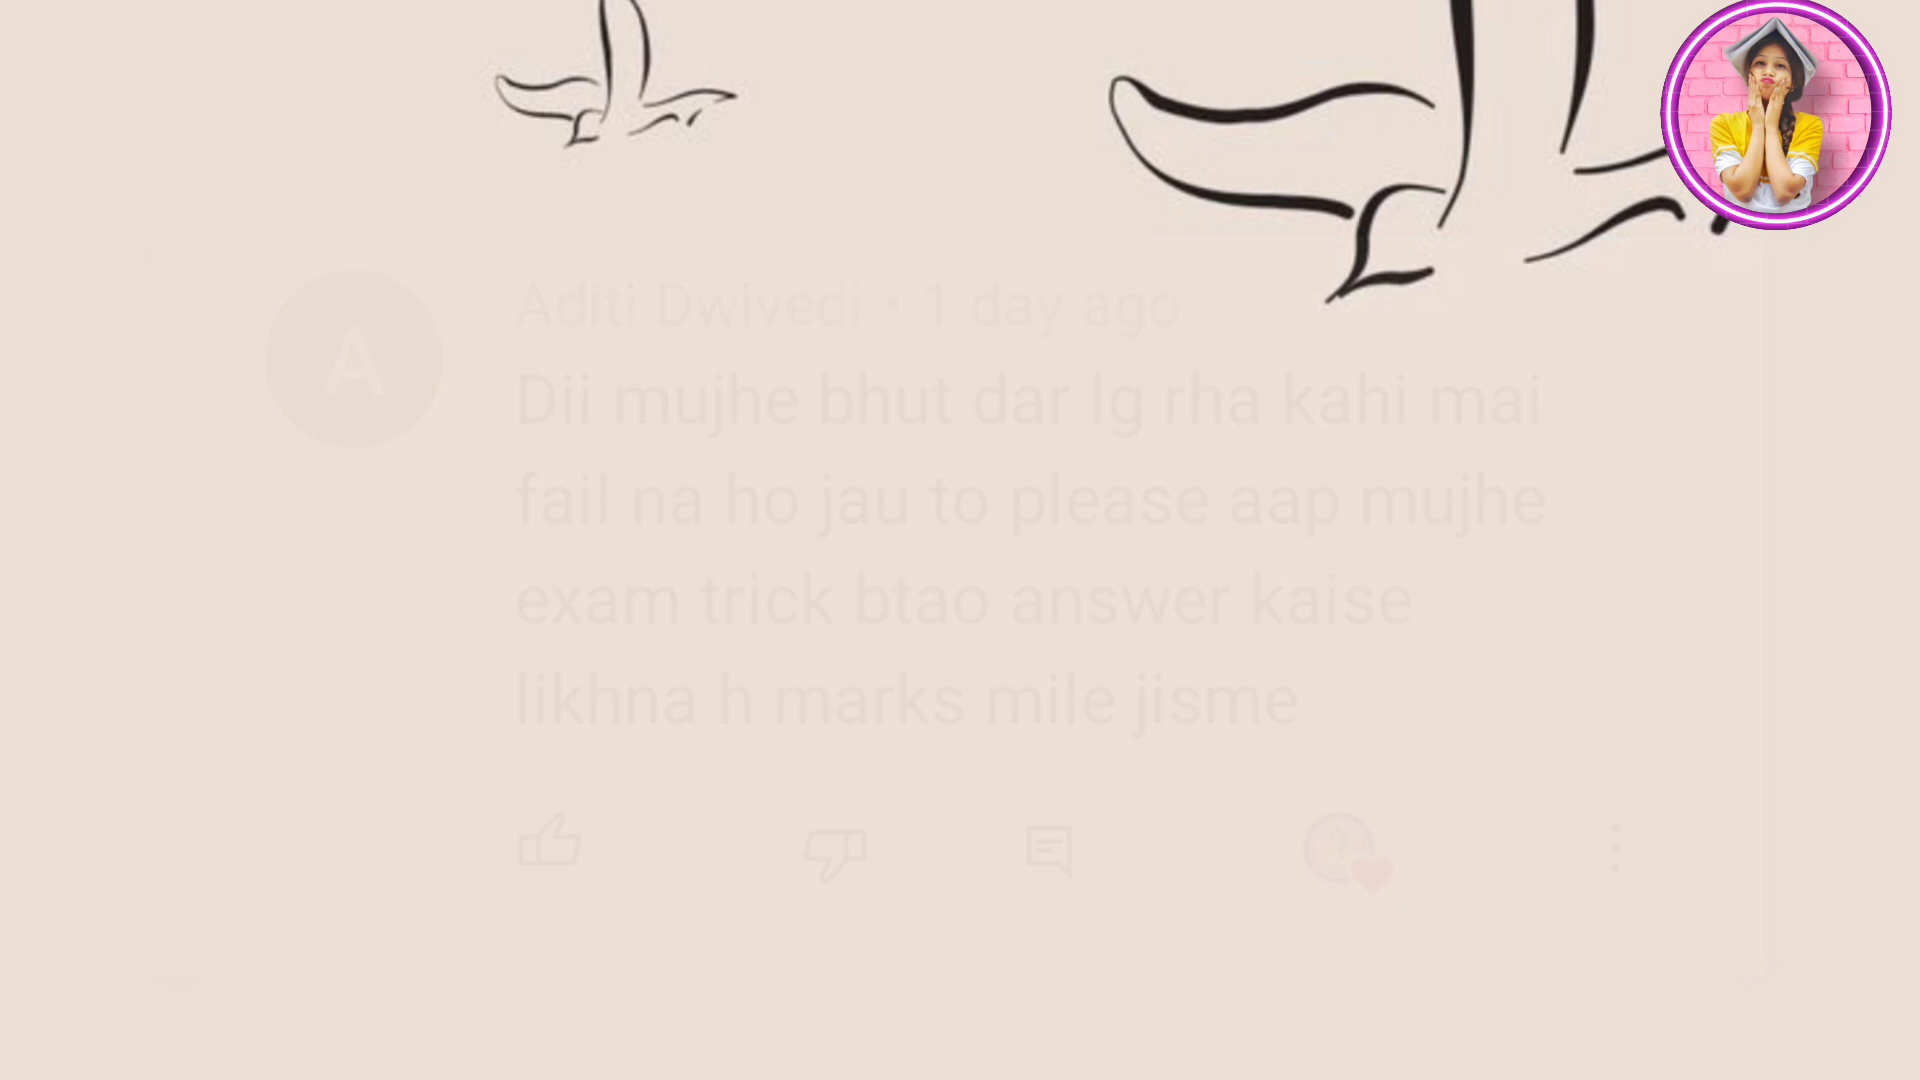 A
Aditi Dwivedi • 1 day ago
Dii mujhe bhut dar lg rha kahi mai
fail na ho jau to please aap mujhe
exam trick btao answer kaise
likhna h marks mile jisme